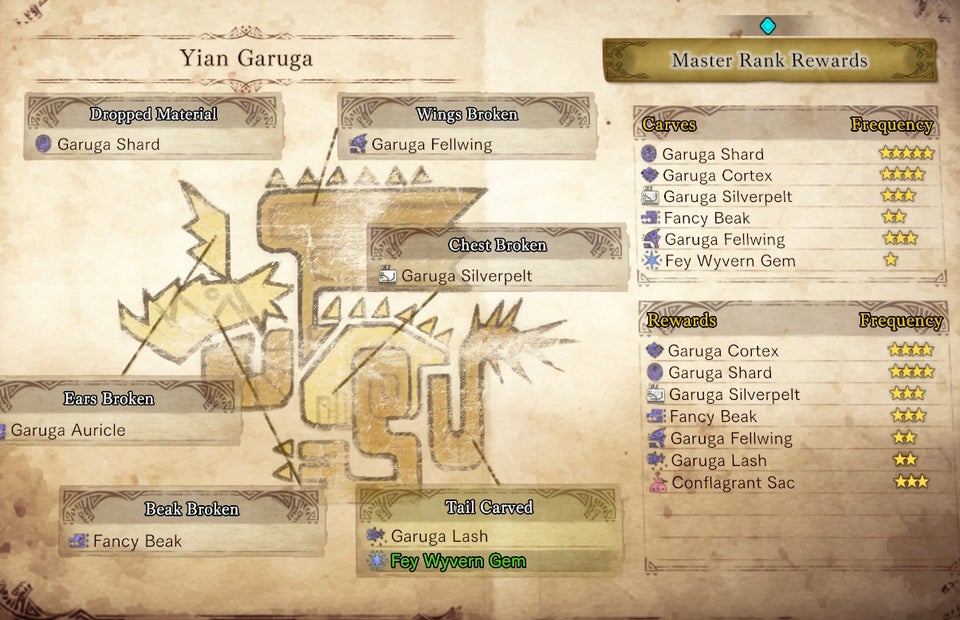 Yian Garuga
Master Rank Rewards
Dropped Material
Garuga Shard
Wings Broken
Garuga Fellwing
Chest Broken
Garuga Silverpelt
Ears Broken
Garuga Auricle
Beak Broken
Fancy Beak
Tail Carved
Garuga Lash
Fey Wyvern Gem
Carves Frequency
Garuga Shard ★★★★★
Garuga Cortex ★★★★
Garuga Silverpelt ★★★
Fancy Beak ★★
Garuga Fellwing ★★★
Fey Wyvern Gem ★
Rewards Frequency
Garuga Cortex ★★★★
Garuga Shard ★★★★
Garuga Silverpelt ★★★
Fancy Beak ★★★
Garuga Fellwing ★★
Garuga Lash ★★
Conflagrant Sac ★★★